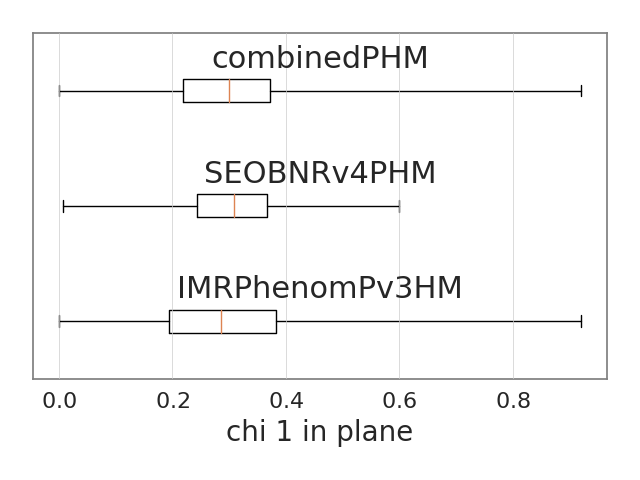 combinedPHM
SEOBNRv4PHM
IMRPhenomPv3HM
0.0 0.2 0.4 0.6 0.8
chi 1 in plane